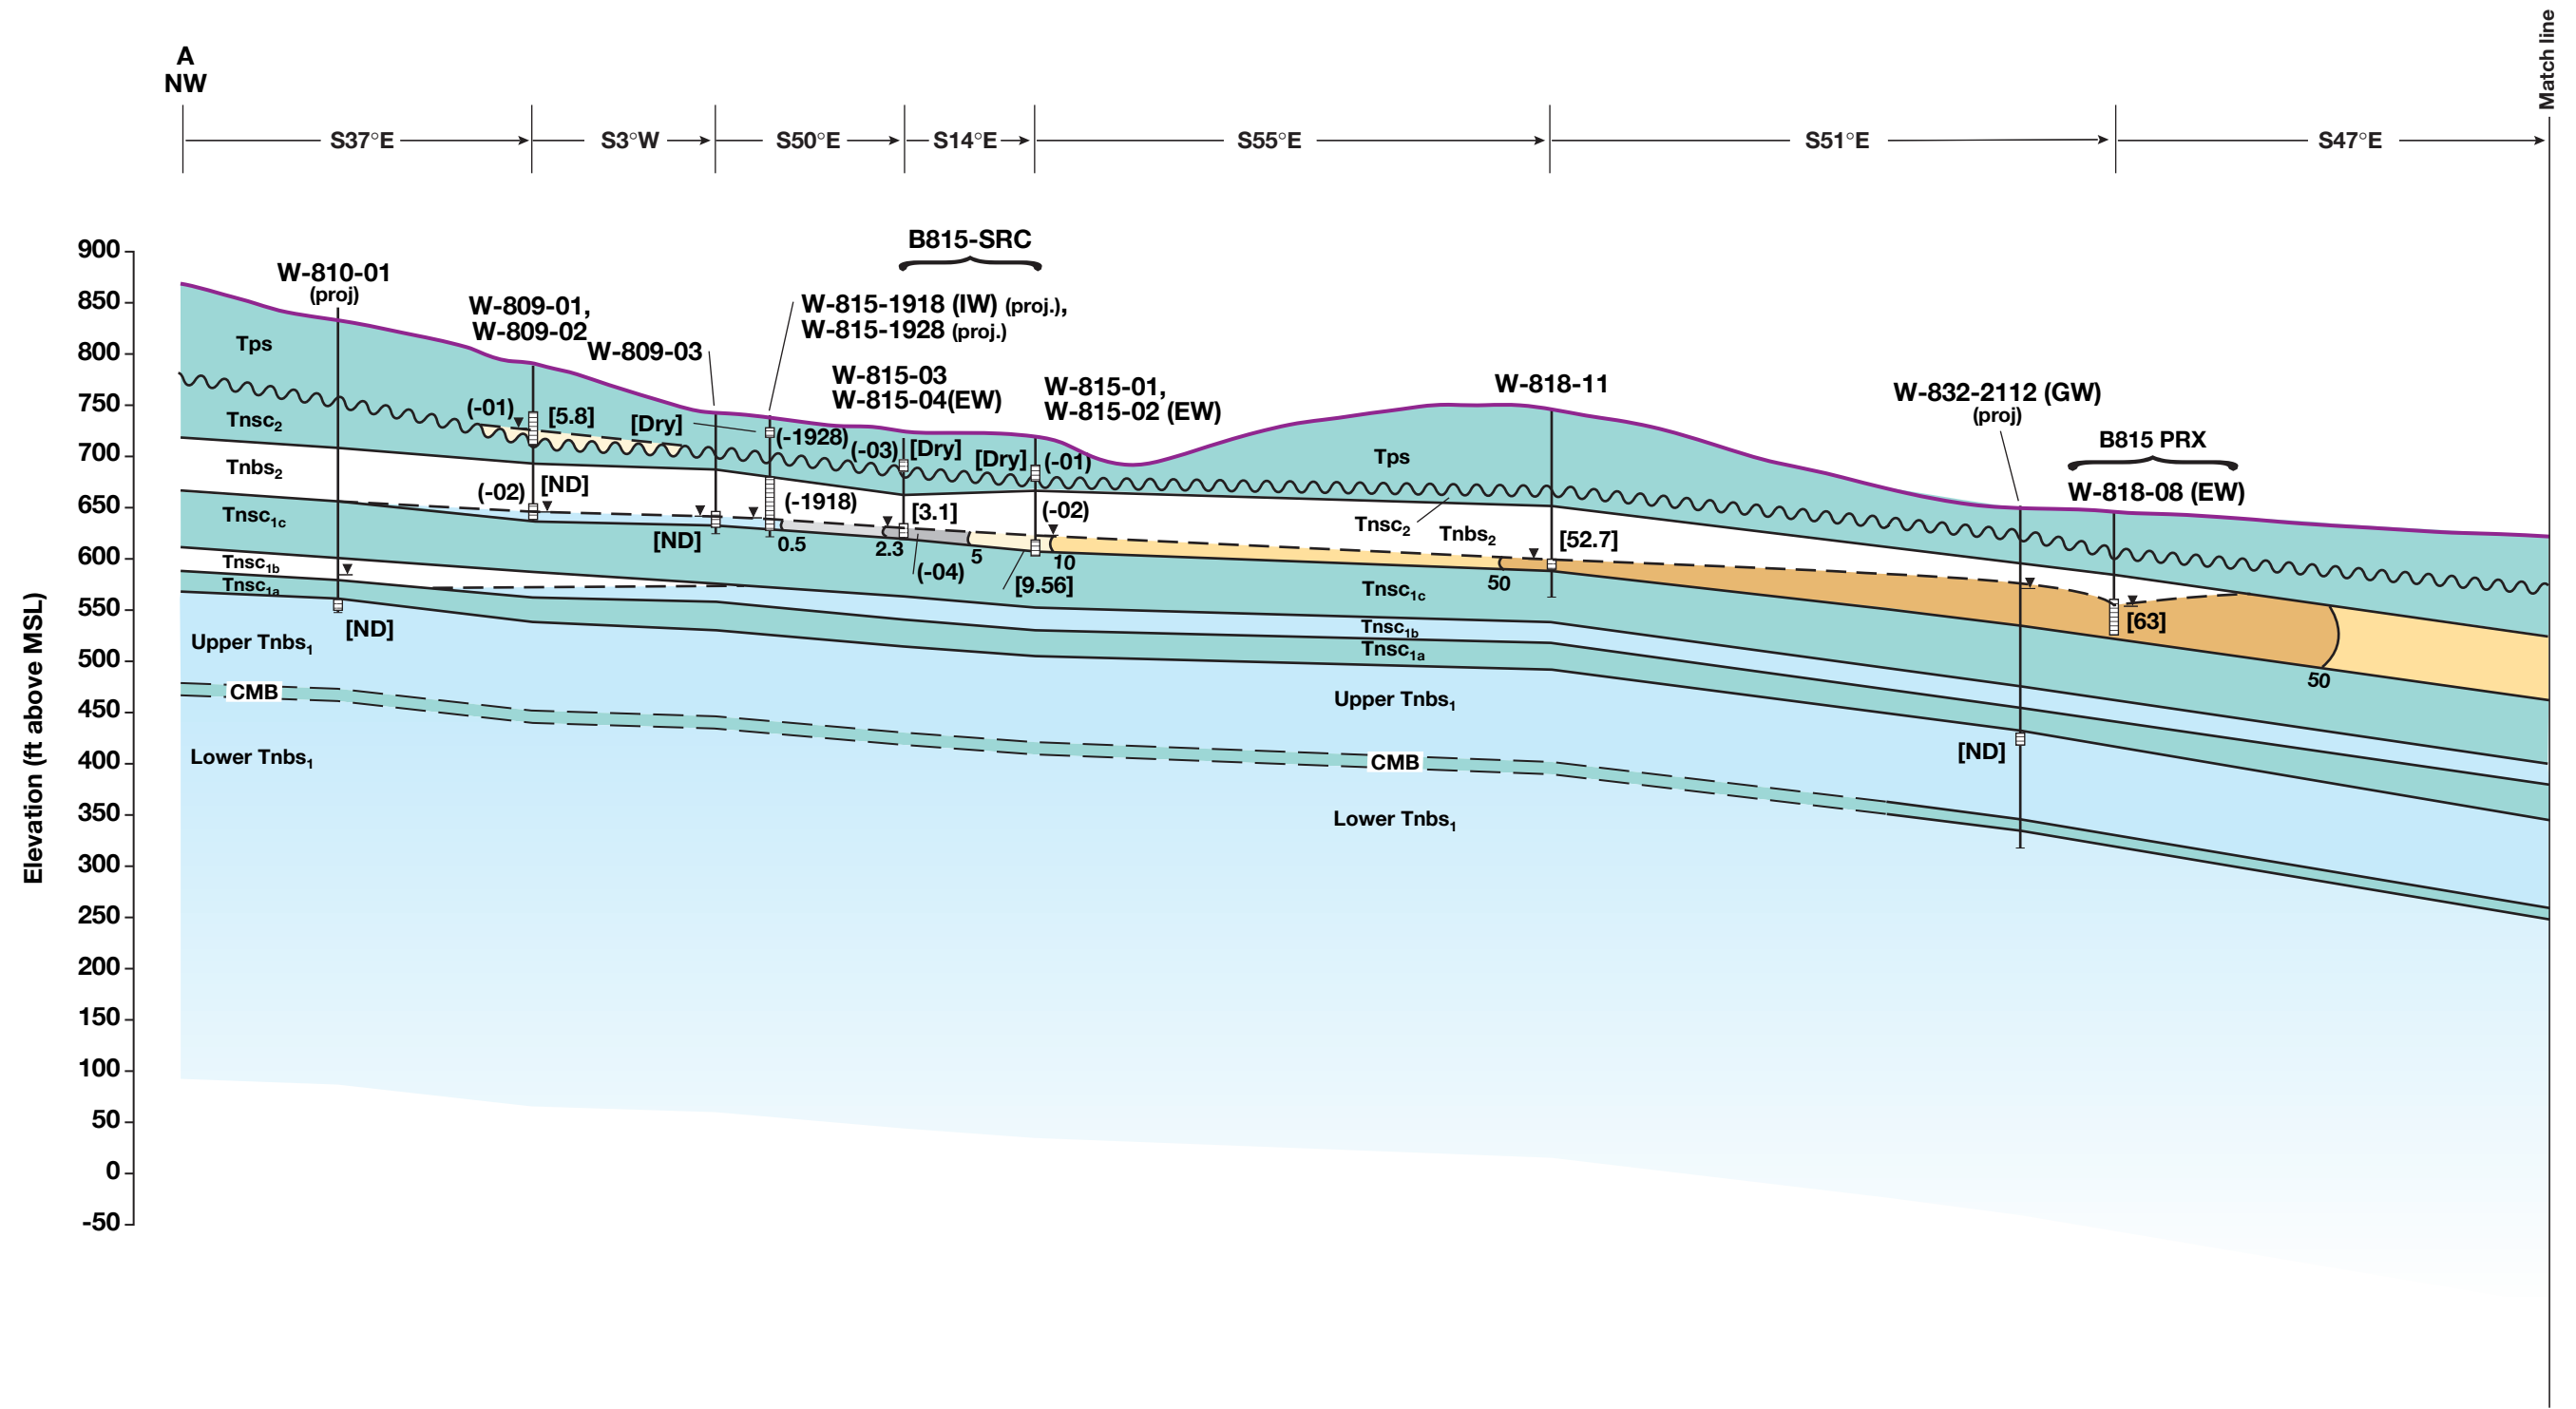 A
NW
Match line
S37°E
S3°W
S50°E
S14°E
S55°E
S51°E
S47°E
Elevation (ft above MSL)
900
850
800
750
700
650
600
550
500
450
400
350
300
250
200
150
100
50
0
-50
B815-SRC
W-810-01
(proj)
W-809-01,
W-809-02
W-809-03
W-815-1918 (IW) (proj.),
W-815-1928 (proj.)
W-815-03
W-815-04(EW)
W-815-01,
W-815-02 (EW)
W-818-11
W-832-2112 (GW)
(proj)
B815 PRX
W-818-08 (EW)
Tps
Tnsc2
Tnbs2
Tnsc1c
Tnsc1b
Tnsc1a
Upper Tnbs1
CMB
Lower Tnbs1
(-01)
[5.8]
[Dry]
(-1928)
(-03)
[Dry]
[Dry]
(-01)
(-02)
[ND]
(-1918)
[3.1]
(-02)
[ND]
0.5
2.3
(-04)
5
10
[9.56]
[ND]
Tps
Tnsc2
Tnbs2
[52.7]
50
Tnsc1c
Tnsc1b
Tnsc1a
Upper Tnbs1
CMB
Lower Tnbs1
[63]
50
[ND]